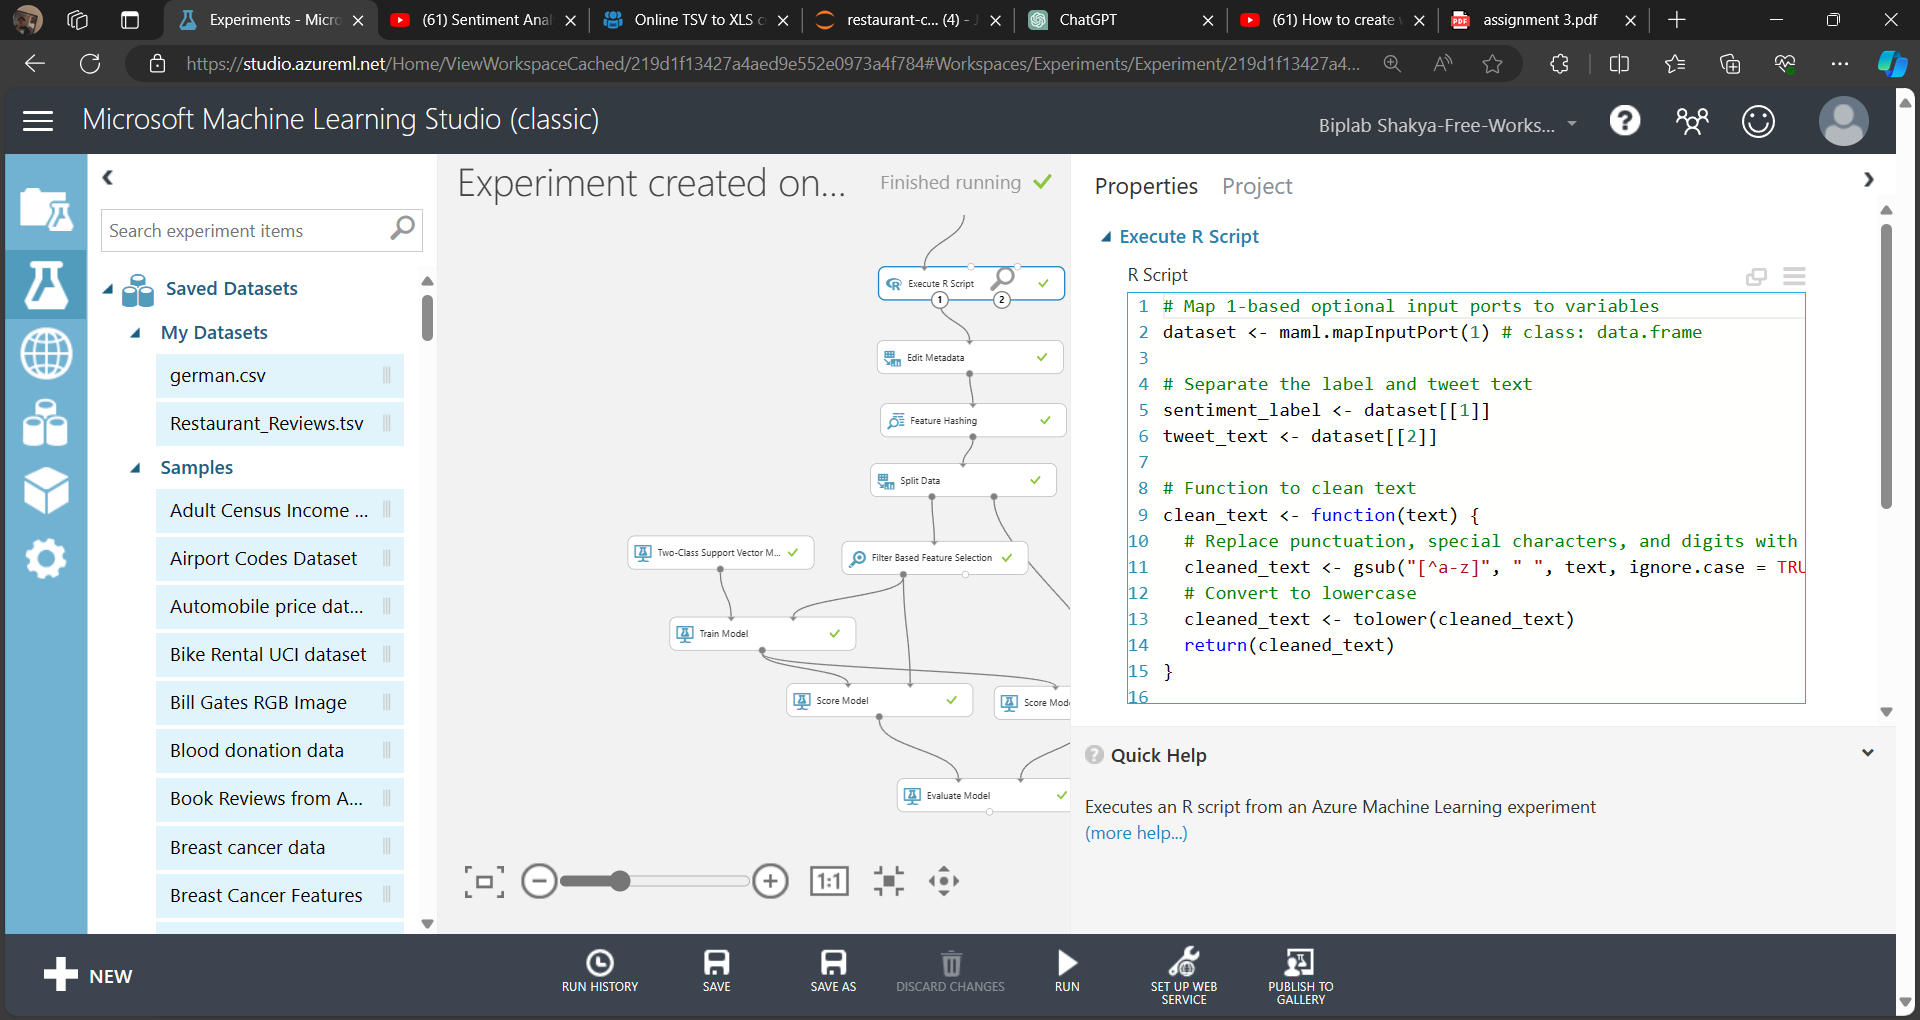 Experiments - Micro
(61) Sentiment Anal
Online TSV to XLS c
restaurant-c... (4) - J
ChatGPT
(61) How to create
assignment 3.pdf
https://studio.azureml.net/Home/ViewWorkspaceCached/219d1f13427a4aed9e552e0973a4f784#Workspaces/Experiments/Experiment/219d1f13427a4...
Microsoft Machine Learning Studio (classic)
Biplab Shakya-Free-Works...
Search experiment items
Saved Datasets
My Datasets
german.csv
Restaurant_Reviews.tsv
Samples
Adult Census Income ...
Airport Codes Dataset
Automobile price dat...
Bike Rental UCI dataset
Bill Gates RGB Image
Blood donation data
Book Reviews from A...
Breast cancer data
Breast Cancer Features
Experiment created on...
Finished running
Execute R Script
1
2
Edit Metadata
Feature Hashing
Split Data
Two-Class Support Vector M...
Filter Based Feature Selection
Train Model
Score Model
Score Mode
Evaluate Model
1:1
Properties
Project
Execute R Script
R Script
1 # Map 1-based optional input ports to variables
2 dataset <- maml.mapInputPort(1) # class: data.frame
3
4 # Separate the label and tweet text
5 sentiment_label <- dataset[[1]]
6 tweet_text <- dataset[[2]]
7
8 # Function to clean text
9 clean_text <- function(text) {
10 # Replace punctuation, special characters, and digits with
11 cleaned_text <- gsub("[^a-z]", " ", text, ignore.case = TRU
12 # Convert to lowercase
13 cleaned_text <- tolower(cleaned_text)
14 return(cleaned_text)
15 }
16
Quick Help
Executes an R script from an Azure Machine Learning experiment
(more help...)
NEW
RUN HISTORY
SAVE
SAVE AS
DISCARD CHANGES
RUN
SET UP WEB
SERVICE
PUBLISH TO
GALLERY